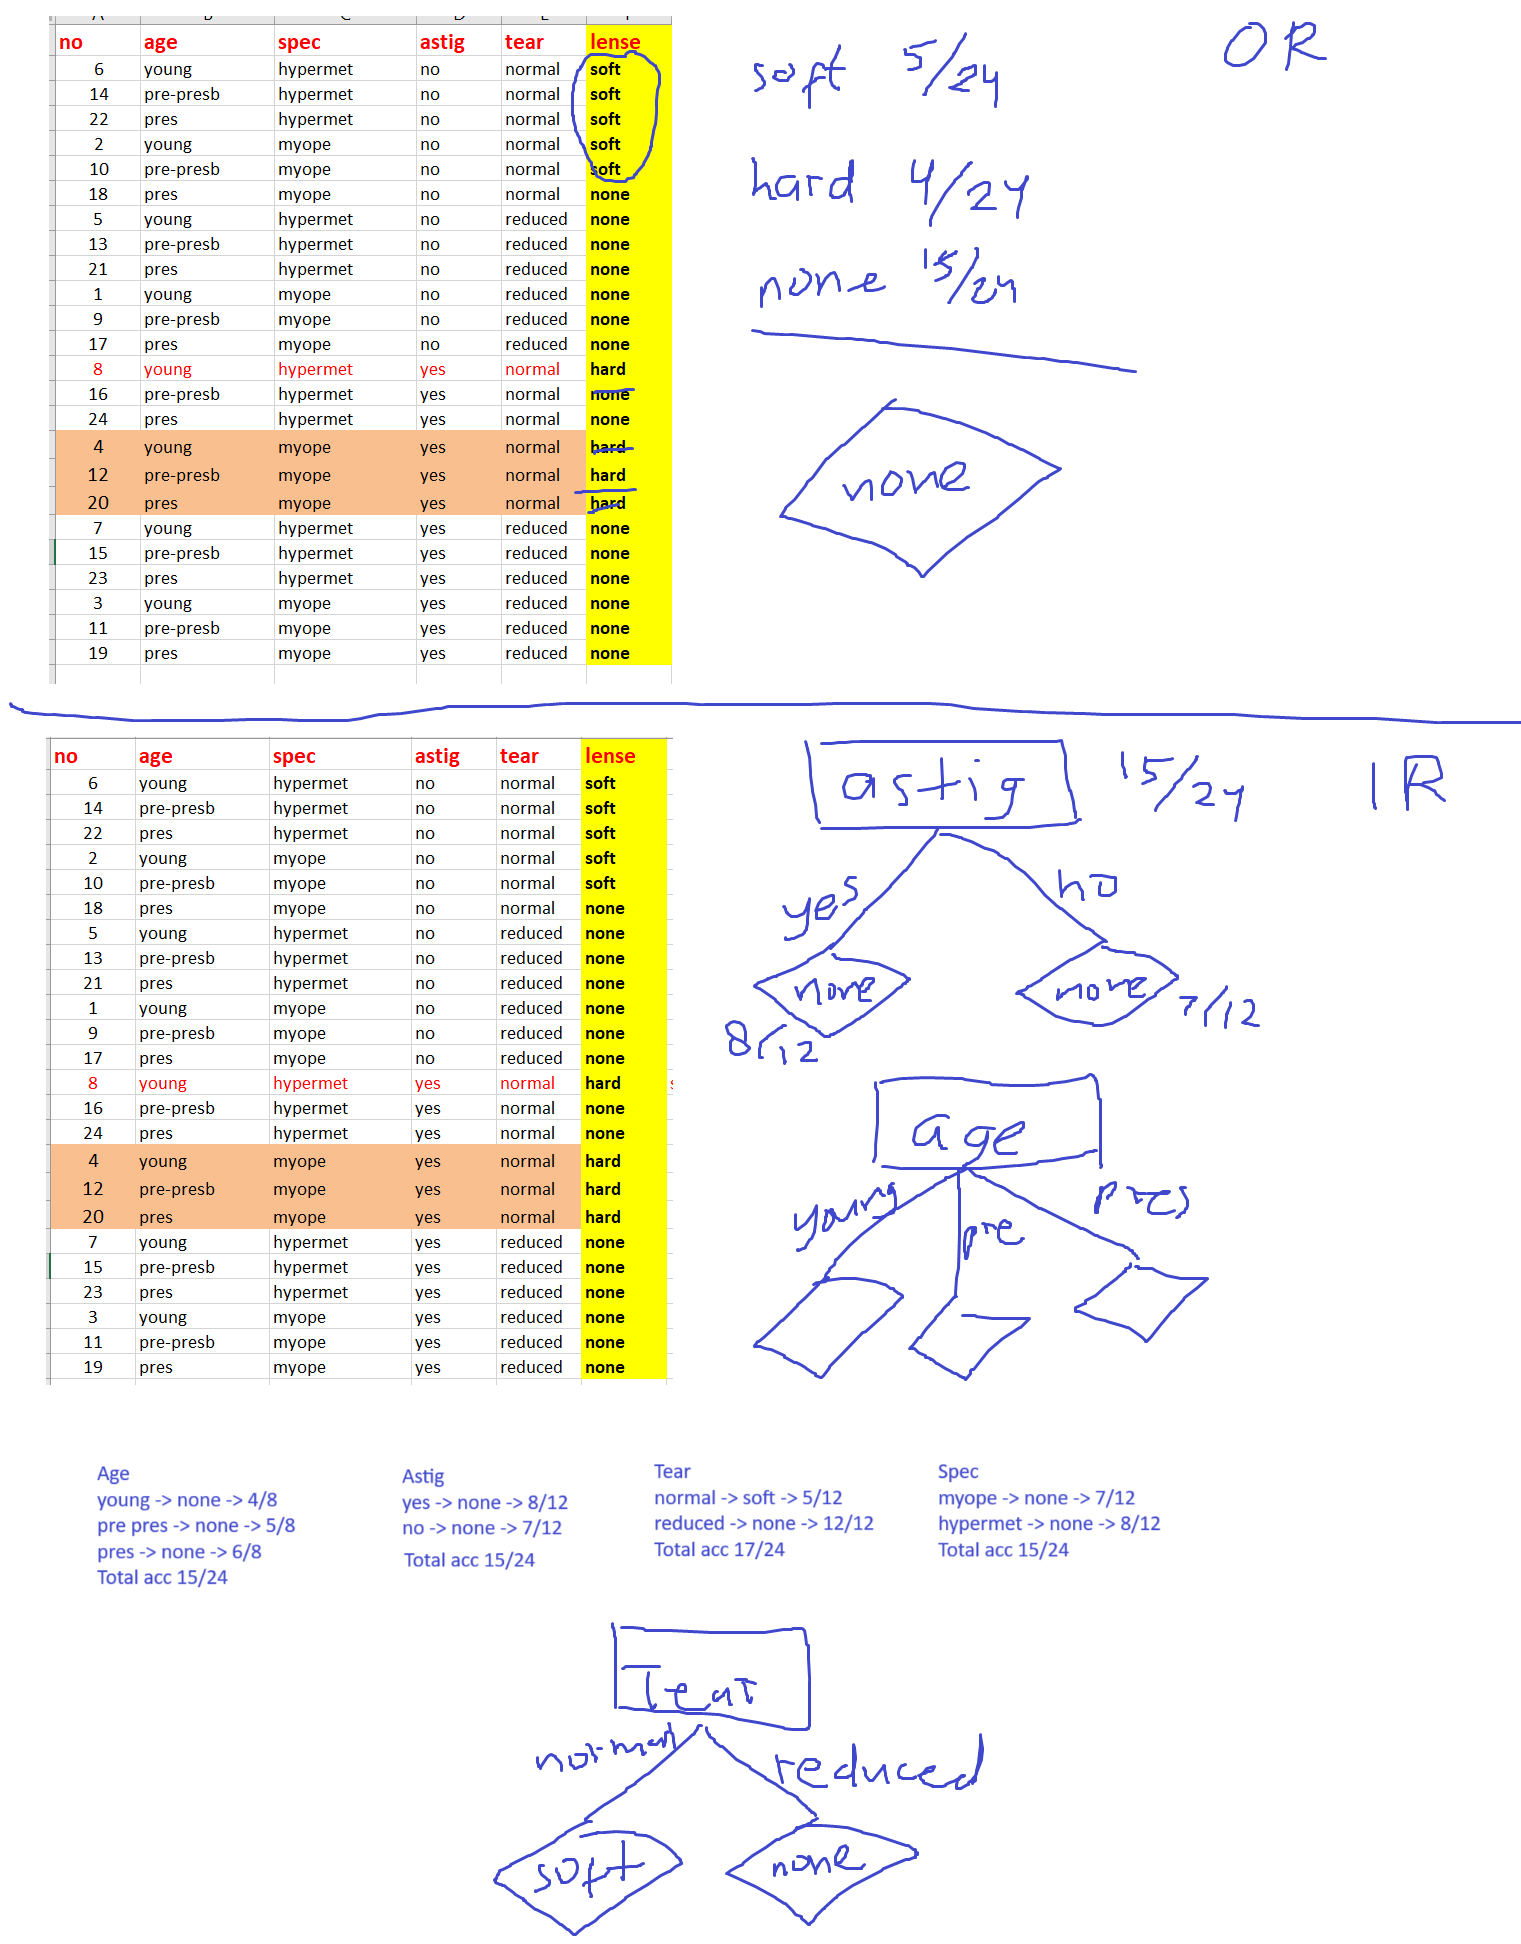 no age spec astig tear lense
6 young hypermet no normal soft
14 pre-presb hypermet no normal soft
22 pres hypermet no normal soft
2 young myope no normal soft
10 pre-presb myope no normal soft
18 pres myope no normal none
5 young hypermet no reduced none
13 pre-presb hypermet no reduced none
21 pres hypermet no reduced none
1 young myope no reduced none
9 pre-presb myope no reduced none
17 pres myope no reduced none
8 young hypermet yes normal hard
16 pre-presb hypermet yes normal none
24 pres hypermet yes normal none
4 young myope yes normal hard
12 pre-presb myope yes normal hard
20 pres myope yes normal hard
7 young hypermet yes reduced none
15 pre-presb hypermet yes reduced none
23 pres hypermet yes reduced none
3 young myope yes reduced none
11 pre-presb myope yes reduced none
19 pres myope yes reduced none
soft 5/24
0R
hard 4/24
none 15/24
none
no age spec astig tear lense
6 young hypermet no normal soft
14 pre-presb hypermet no normal soft
22 pres hypermet no normal soft
2 young myope no normal soft
10 pre-presb myope no normal soft
18 pres myope no normal none
5 young hypermet no reduced none
13 pre-presb hypermet no reduced none
21 pres hypermet no reduced none
1 young myope no reduced none
9 pre-presb myope no reduced none
17 pres myope no reduced none
8 young hypermet yes normal hard
16 pre-presb hypermet yes normal none
24 pres hypermet yes normal none
4 young myope yes normal hard
12 pre-presb myope yes normal hard
20 pres myope yes normal hard
7 young hypermet yes reduced none
15 pre-presb hypermet yes reduced none
23 pres hypermet yes reduced none
3 young myope yes reduced none
11 pre-presb myope yes reduced none
19 pres myope yes reduced none
astig 15/24
1R
yes no
none none
8/12 7/12
age
young pre pres
Age
young -> none -> 4/8
pre pres -> none -> 5/8
pres -> none -> 6/8
Total acc 15/24
Astig
yes -> none -> 8/12
no -> none -> 7/12
Total acc 15/24
Tear
normal -> soft -> 5/12
reduced -> none -> 12/12
Total acc 17/24
Spec
myope -> none -> 7/12
hypermet -> none -> 8/12
Total acc 15/24
Tear
normal reduced
soft none